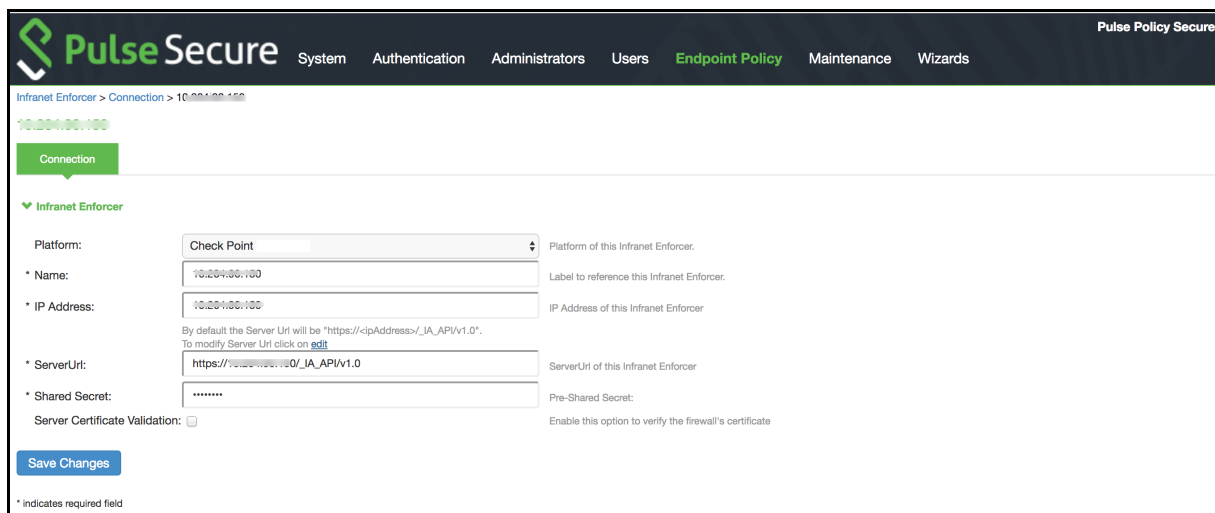 Pulse Policy Secure
Pulse Secure
System Authentication Administrators Users Endpoint Policy Maintenance Wizards
Infranet Enforcer > Connection >
Connection
Infranet Enforcer
Platform: Check Point Platform of this Infranet Enforcer.
* Name: Label to reference this Infranet Enforcer.
* IP Address: IP Address of this Infranet Enforcer
By default the Server Url will be "https://<ipAddress>/_IA_API/v1.0".
To modify Server Url click on edit
* ServerUrl: https:// 0/_IA_API/v1.0 ServerUrl of this Infranet Enforcer
* Shared Secret: •••••••• Pre-Shared Secret:
Server Certificate Validation: Enable this option to verify the firewall's certificate
Save Changes
* indicates required field